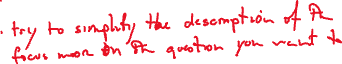 . try to simplify the description of the
focus more on the question you want to